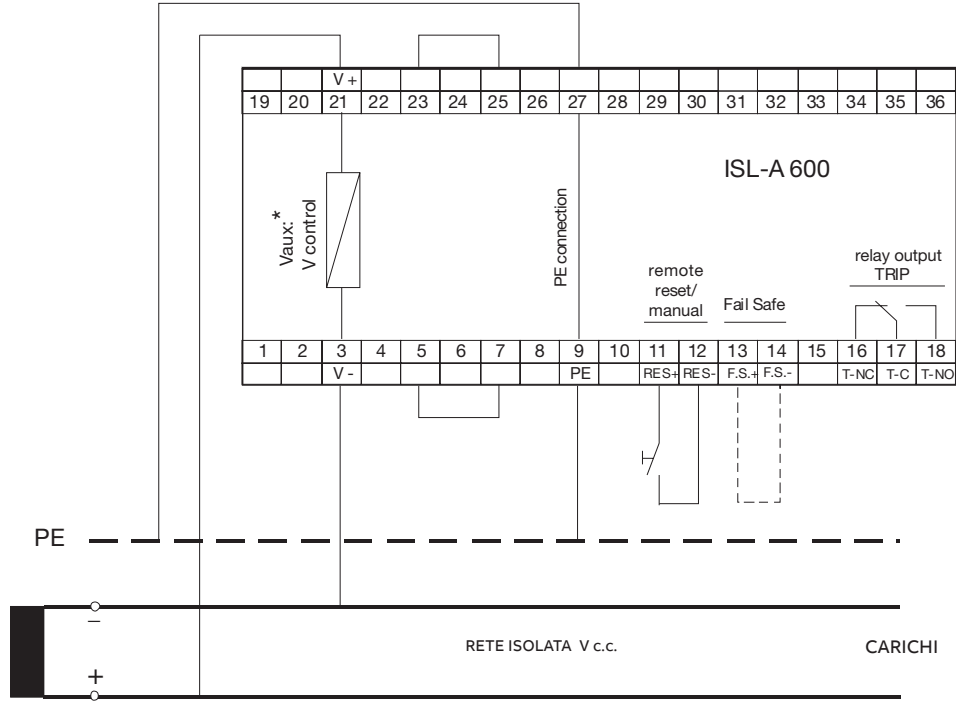 V +
19 20 21 22 23 24 25 26 27 28 29 30 31 32 33 34 35 36
ISL-A 600
Vaux:*
V control
PE connection
remote
reset/
manual
Fail Safe
relay output
TRIP
1 2 3 4 5 6 7 8 9 10 11 12 13 14 15 16 17 18
V - PE RES+ RES- F.S.+ F.S.- T-NC T-C T-NO
PE
−
RETE ISOLATA V c.c.
CARICHI
+